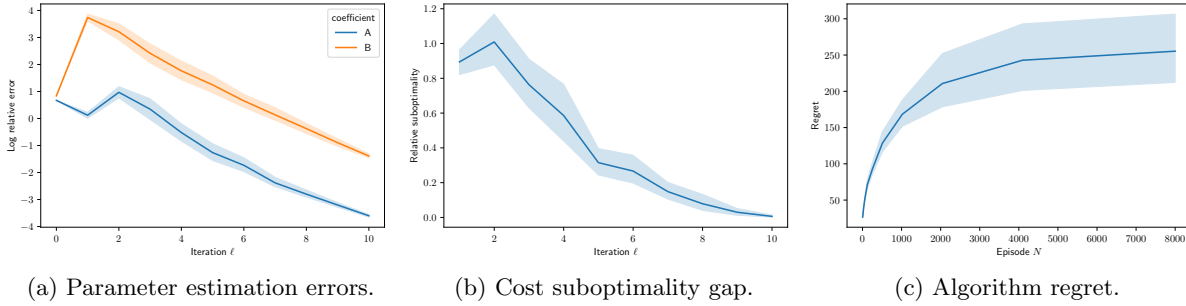 4
3
2
1
0
−1
−2
−3
−4
Log relative error
coefficient
A
B
0 2 4 6 8 10
Iteration ℓ
(a) Parameter estimation errors.
1.0
0.8
0.6
0.4
0.2
0.0
Relative suboptimality
0 2 4 6 8 10
Iteration ℓ
(b) Cost suboptimality gap.
300
250
200
150
100
50
Regret
0 1000 2000 3000 4000 5000 6000 7000 8000
Episode N
(c) Algorithm regret.